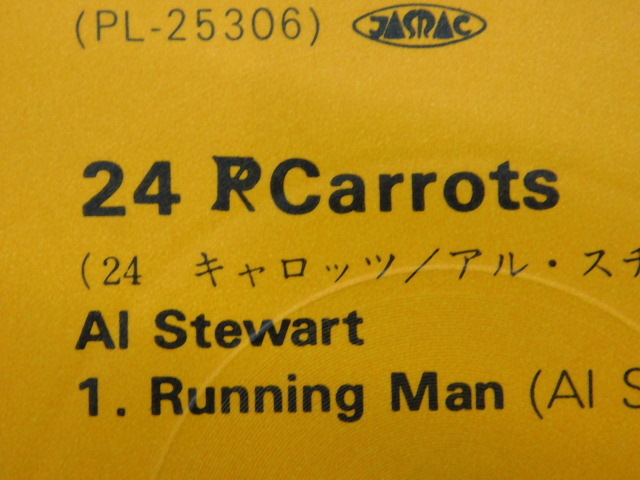 (PL-25306) JASRAC
24 P/Carrots
(24 キャロッツ/アル・スチ
Al Stewart
1. Running Man (Al S